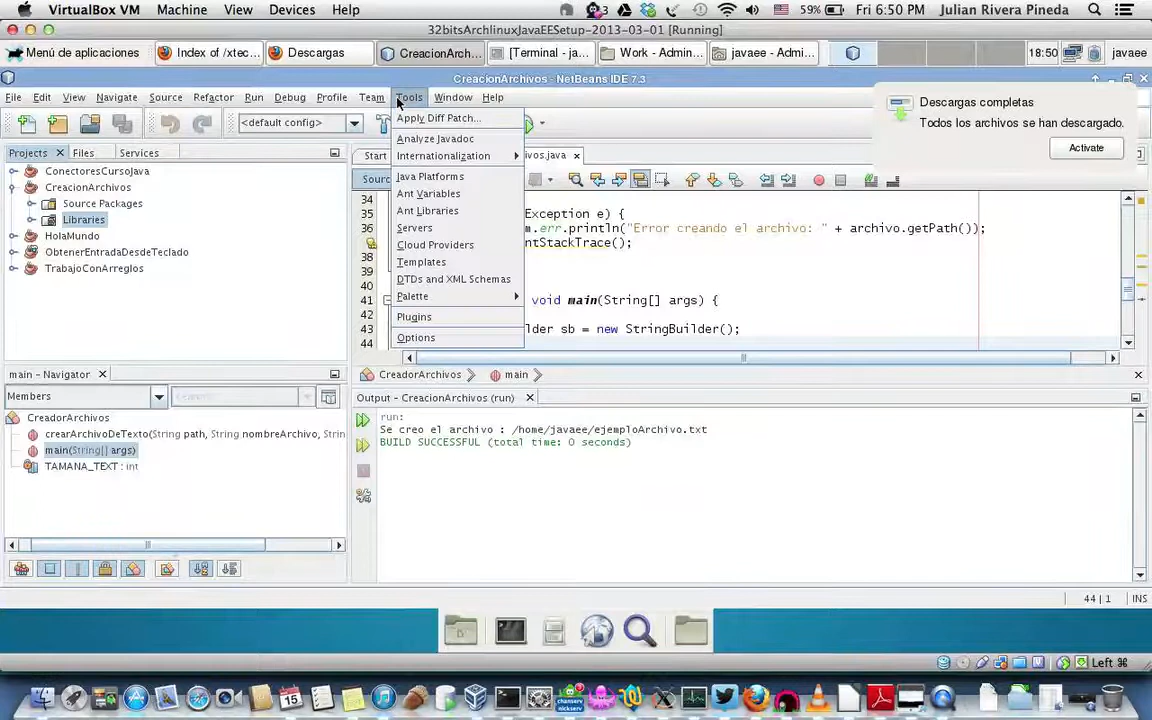 VirtualBox VM Machine View Devices Help 3 59% Fri 6:50 PM Julian Rivera Pineda
32bitsArchlinuxJavaEESetup-2013-03-01 [Running]
Menú de aplicaciones Index of /xtec... Descargas CreacionArch... [Terminal - ja... Work - Admin... javaee - Admi... 18:50 javaee
CreacionArchivos - NetBeans IDE 7.3
File Edit View Navigate Source Refactor Run Debug Profile Team Tools Window Help
Descargas completas
Todos los archivos se han descargado.
Activate
<default config>
Apply Diff Patch...
Analyze Javadoc
Internationalization
Java Platforms
Ant Variables
Ant Libraries
Servers
Cloud Providers
Templates
DTDs and XML Schemas
Palette
Plugins
Options
Projects Files Services
ConectoresCursoJava
CreacionArchivos
Source Packages
Libraries
HolaMundo
ObtenerEntradaDesdeTeclado
TrabajoConArreglos
Start ivos.java
Sourc
34
35 Exception e) {
36 m.err.println("Error creando el archivo: " + archivo.getPath());
ntStackTrace();
38
39
40
41 void main(String[] args) {
42
43 lder sb = new StringBuilder();
44
CreadorArchivos main
main - Navigator
Members
CreadorArchivos
crearArchivoDeTexto(String path, String nombreArchivo, Strin
main(String[] args)
TAMANA_TEXT : int
Output - CreacionArchivos (run)
run:
Se creo el archivo : /home/javaee/ejemploArchivo.txt
BUILD SUCCESSFUL (total time: 0 seconds)
44 | 1 INS
Left ⌘
15